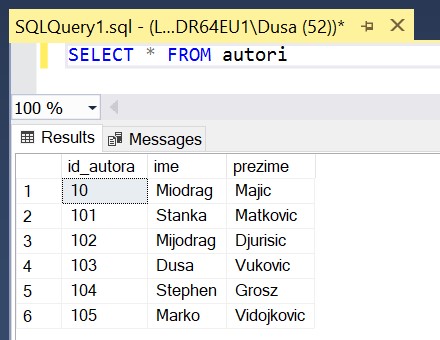 SQLQuery1.sql - (L...DR64EU1\Dusa (52))*
SELECT * FROM autori
100 %
Results Messages
id_autora ime prezime
1 10 Miodrag Majic
2 101 Stanka Matkovic
3 102 Mijodrag Djurisic
4 103 Dusa Vukovic
5 104 Stephen Grosz
6 105 Marko Vidojkovic